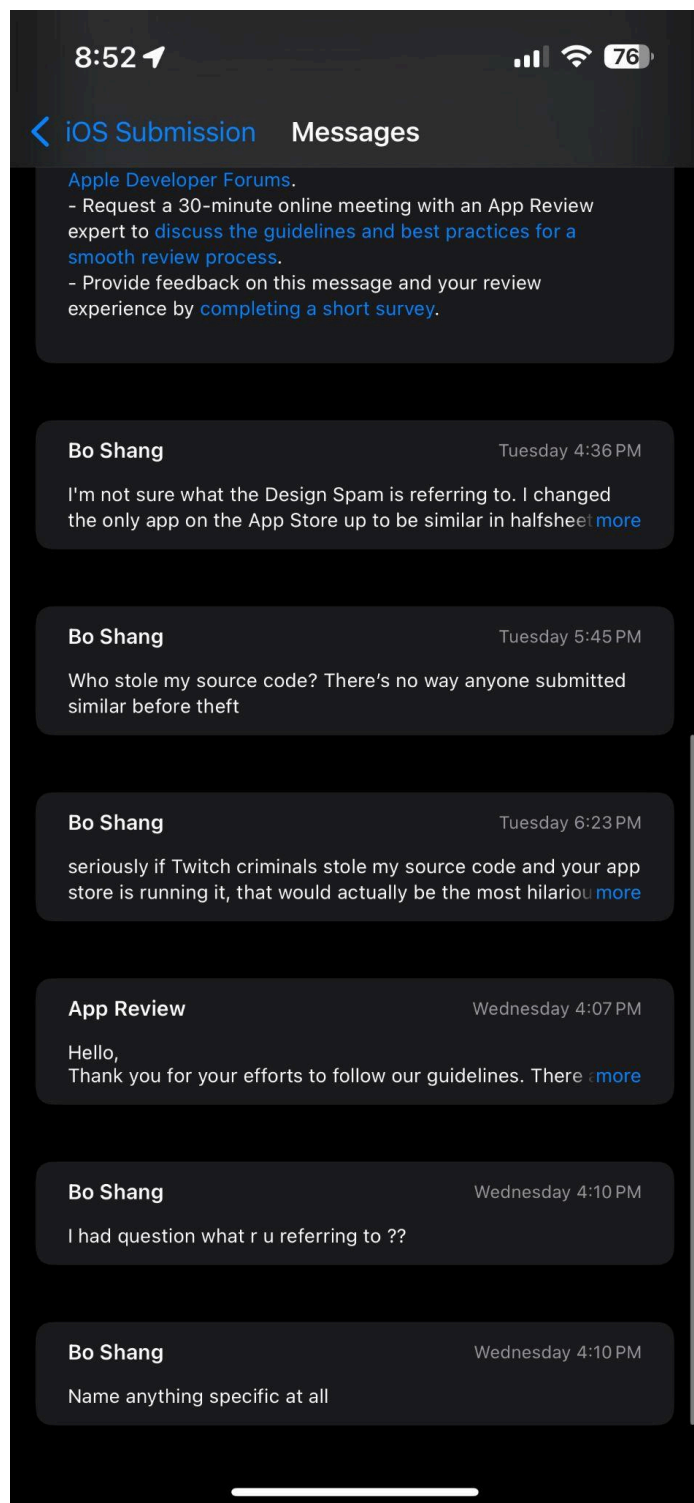 8:52
76
iOS Submission Messages
Apple Developer Forums.
- Request a 30-minute online meeting with an App Review
expert to discuss the guidelines and best practices for a
smooth review process.
- Provide feedback on this message and your review
experience by completing a short survey.
Bo Shang Tuesday 4:36 PM
I'm not sure what the Design Spam is referring to. I changed
the only app on the App Store up to be similar in halfsheet more
Bo Shang Tuesday 5:45 PM
Who stole my source code? There’s no way anyone submitted
similar before theft
Bo Shang Tuesday 6:23 PM
seriously if Twitch criminals stole my source code and your app
store is running it, that would actually be the most hilariou more
App Review Wednesday 4:07 PM
Hello,
Thank you for your efforts to follow our guidelines. There more
Bo Shang Wednesday 4:10 PM
I had question what r u referring to ??
Bo Shang Wednesday 4:10 PM
Name anything specific at all